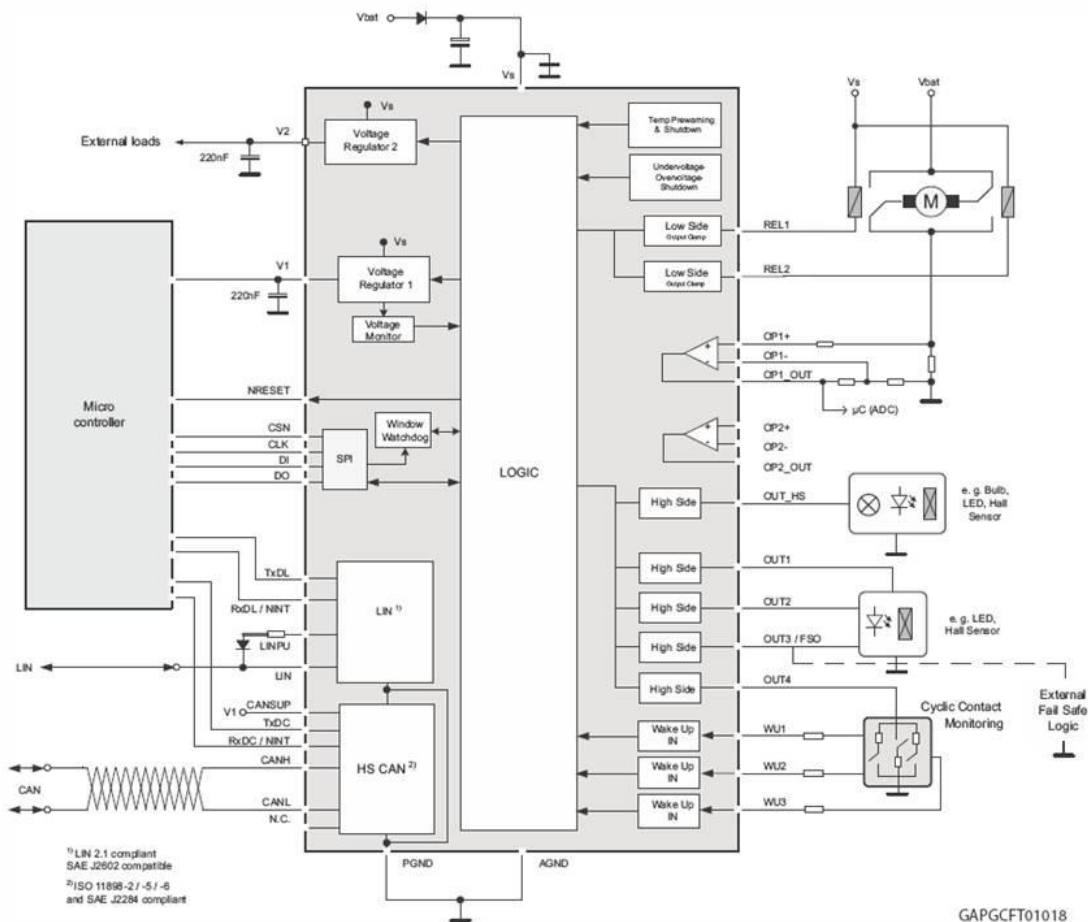 Vbat
Vs
Vs
Vbat
Vs
External loads
V2
220nF
Voltage
Regulator 2
Temp Prewarning
& Shutdown
Undervoltage-
Overvoltage-
Shutdown
M
Low Side
Output Clamp
REL1
Low Side
Output Clamp
REL2
Vs
V1
220nF
Voltage
Regulator 1
Voltage
Monitor
OP1+
OP1-
OP1_OUT
+
-
µC (ADC)
Micro
controller
NRESET
CSN
CLK
DI
DO
SPI
Window
Watchdog
LOGIC
OP2+
OP2-
OP2_OUT
+
-
High Side
OUT_HS
e. g. Bulb,
LED, Hall
Sensor
High Side
OUT1
High Side
OUT2
High Side
OUT3 / FSO
High Side
OUT4
e. g. LED,
Hall Sensor
TxDL
RxDL / NINT
LINPU
LIN
LIN
LIN 1)
V1
CANSUP
TxDC
RxDC / NINT
CANH
CAN
CANL
N.C.
HS CAN 2)
Cyclic Contact
Monitoring
External
Fail Safe
Logic
Wake Up
IN
WU1
Wake Up
IN
WU2
Wake Up
IN
WU3
PGND
AGND
1) LIN 2.1 compliant
SAE J2602 compatible
2) ISO 11898-2 / -5 / -6
and SAE J2284 compliant
GAPGCFT01018